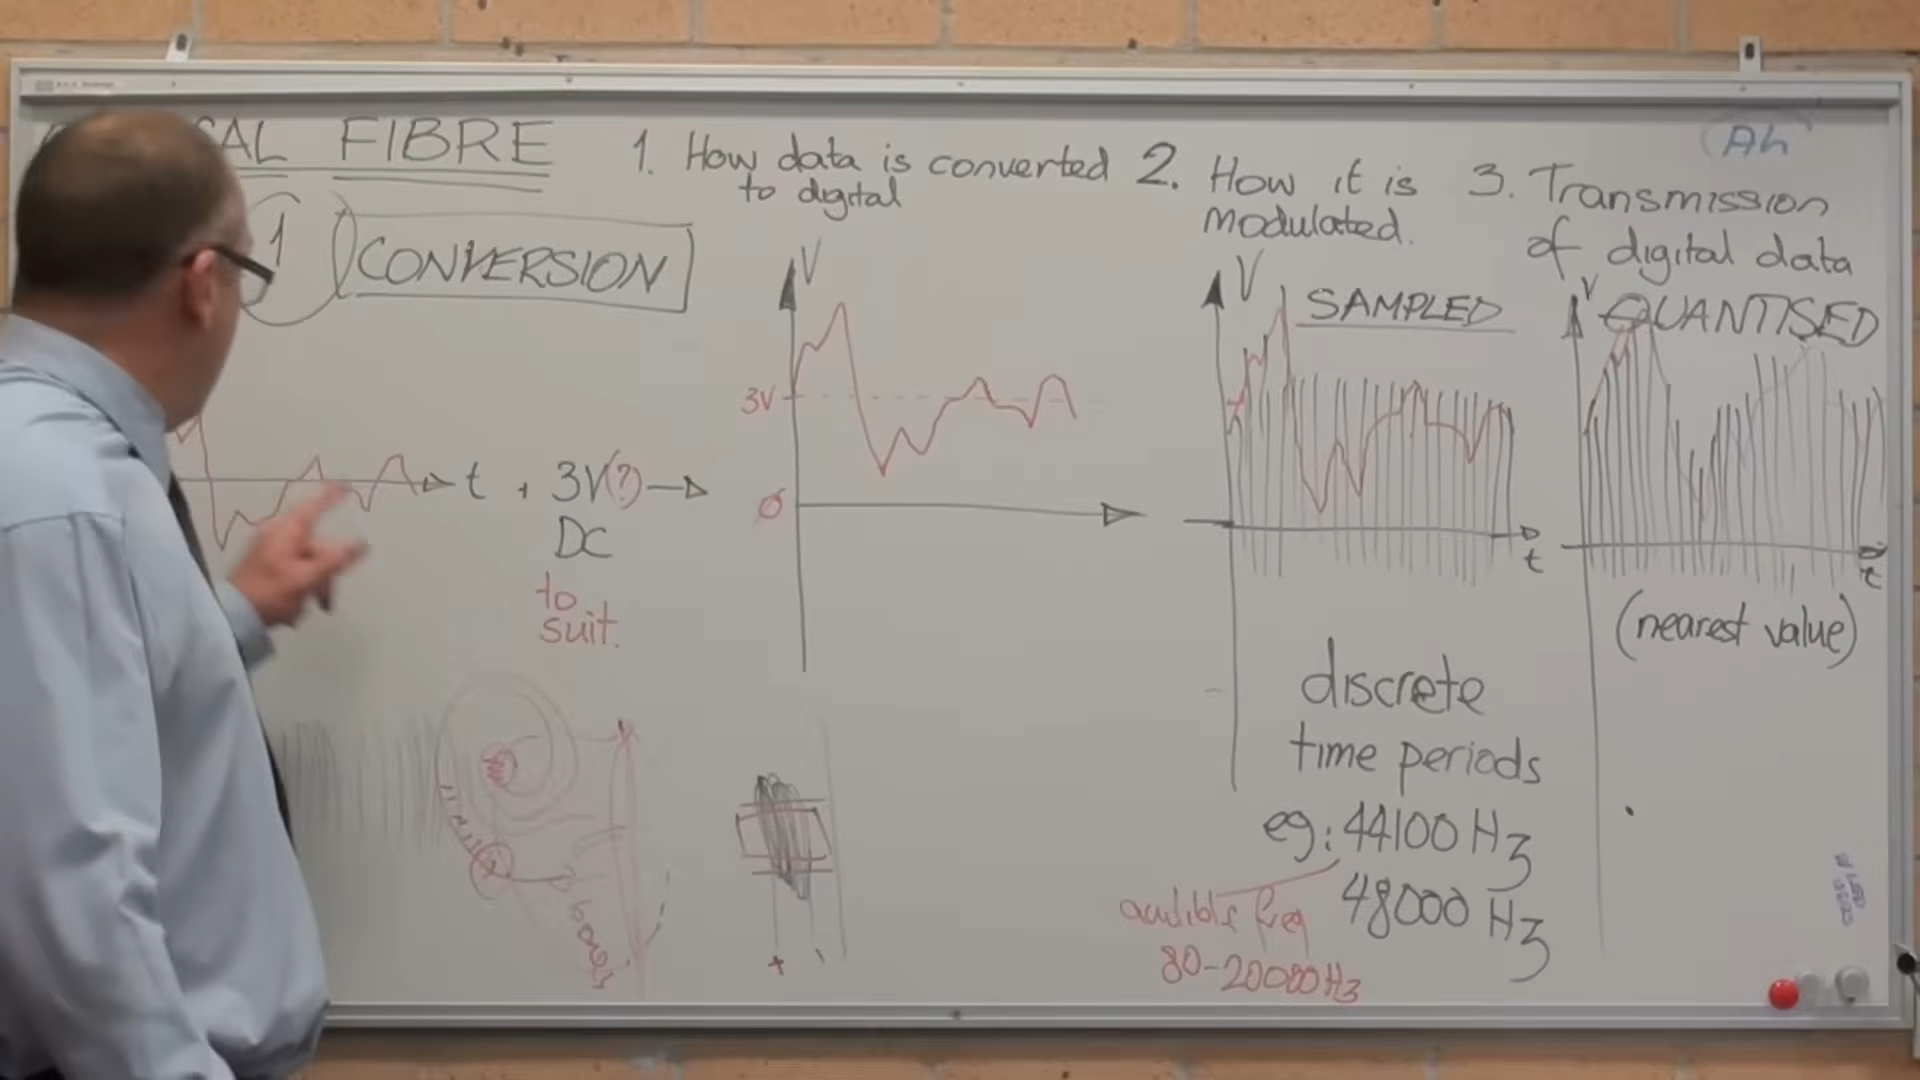 AL FIBRE
1. How data is converted
to digital
2. How it is
modulated.
3. Transmission
of digital data
Ah
1
CONVERSION
V
3V
Ø
t + 3V(?)
DC
to
suit.
V
SAMPLED
t
discrete
time periods
eg: 44100 Hz
48000 Hz
audible freq
80-20000Hz
V
QUANTISED
t
(nearest value)
+